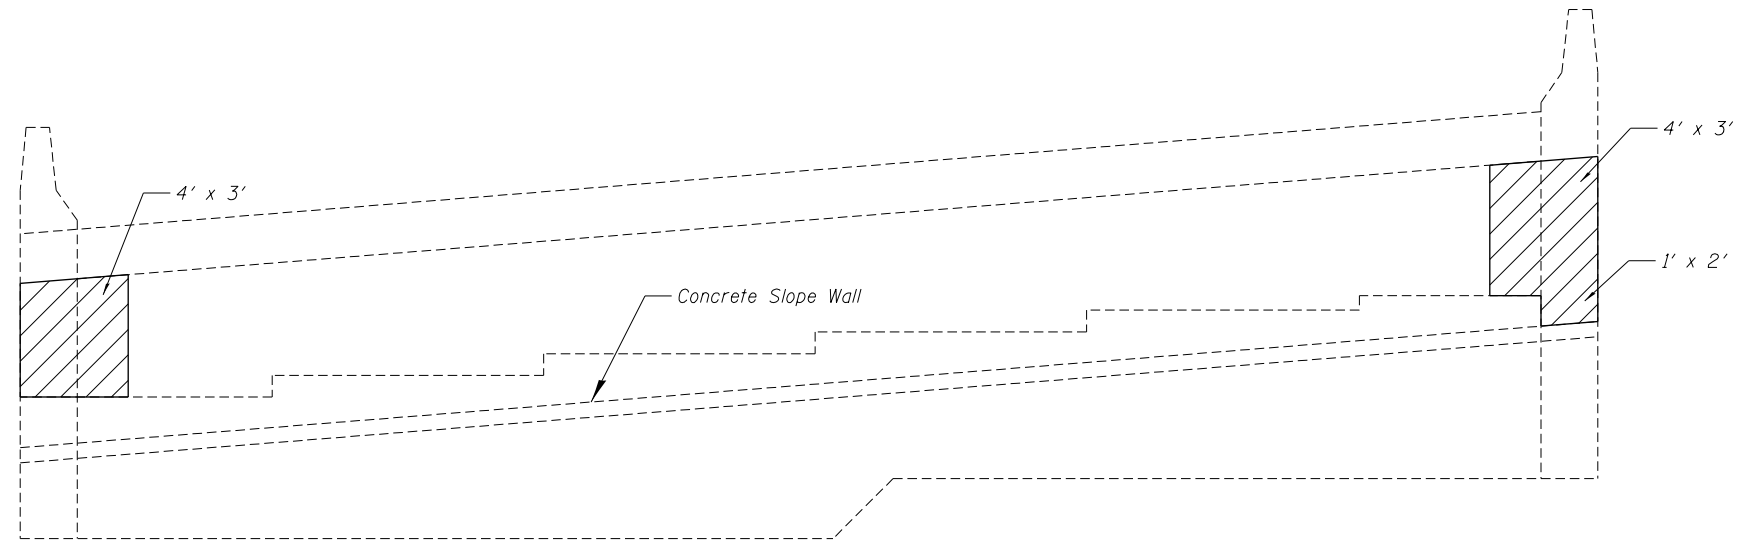 4' x 3'
4' x 3'
1' x 2'
Concrete Slope Wall